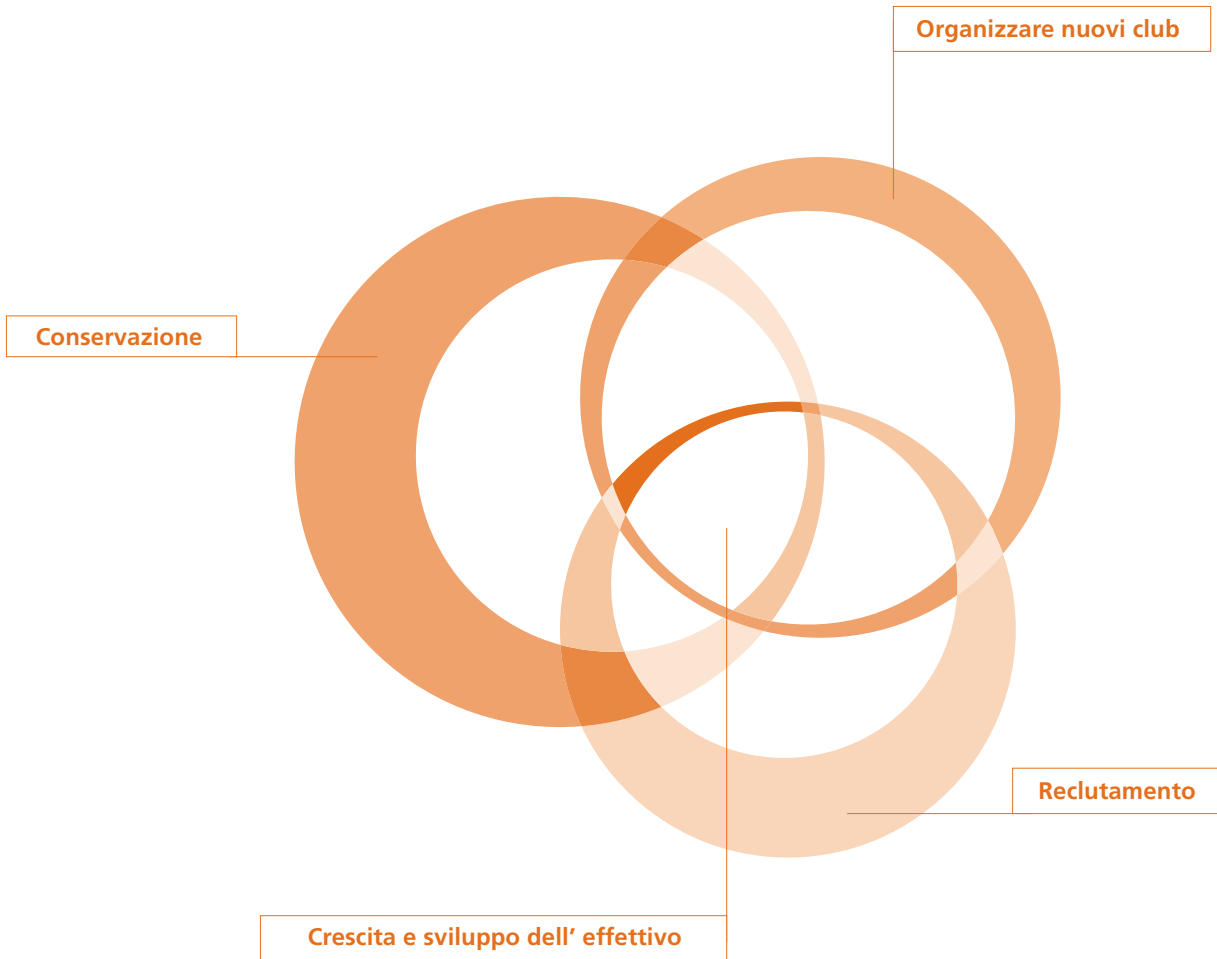 Organizzare nuovi club
Conservazione
Reclutamento
Crescita e sviluppo dell’ effettivo